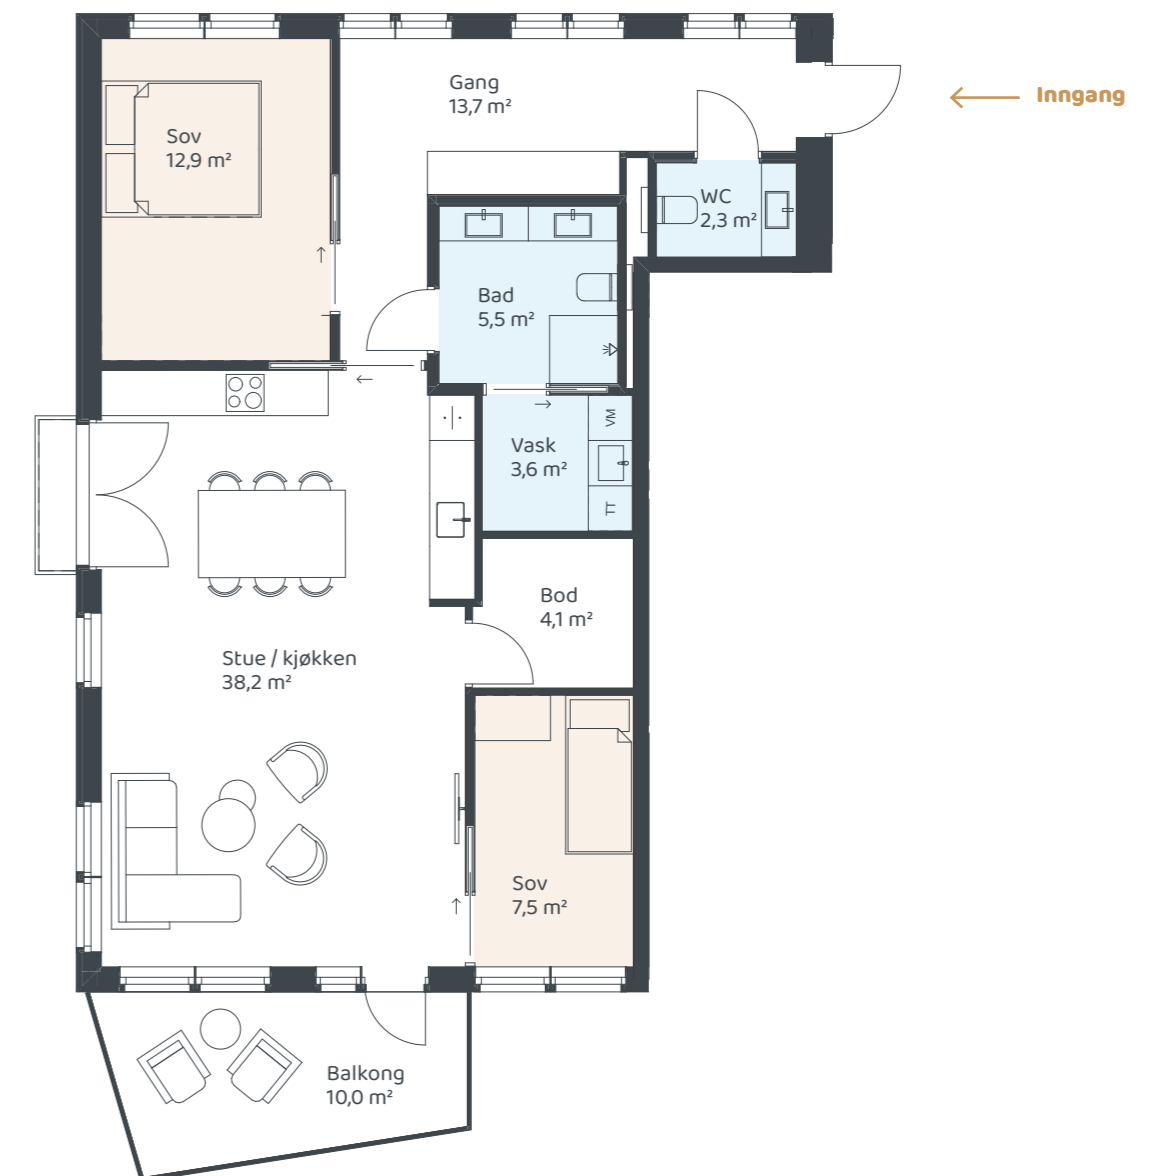 Gang
13,7 m²
Inngang
Sov
12,9 m²
WC
2,3 m²
Bad
5,5 m²
VM
Vask
3,6 m²
TT
Bod
4,1 m²
Stue / kjøkken
38,2 m²
Sov
7,5 m²
Balkong
10,0 m²